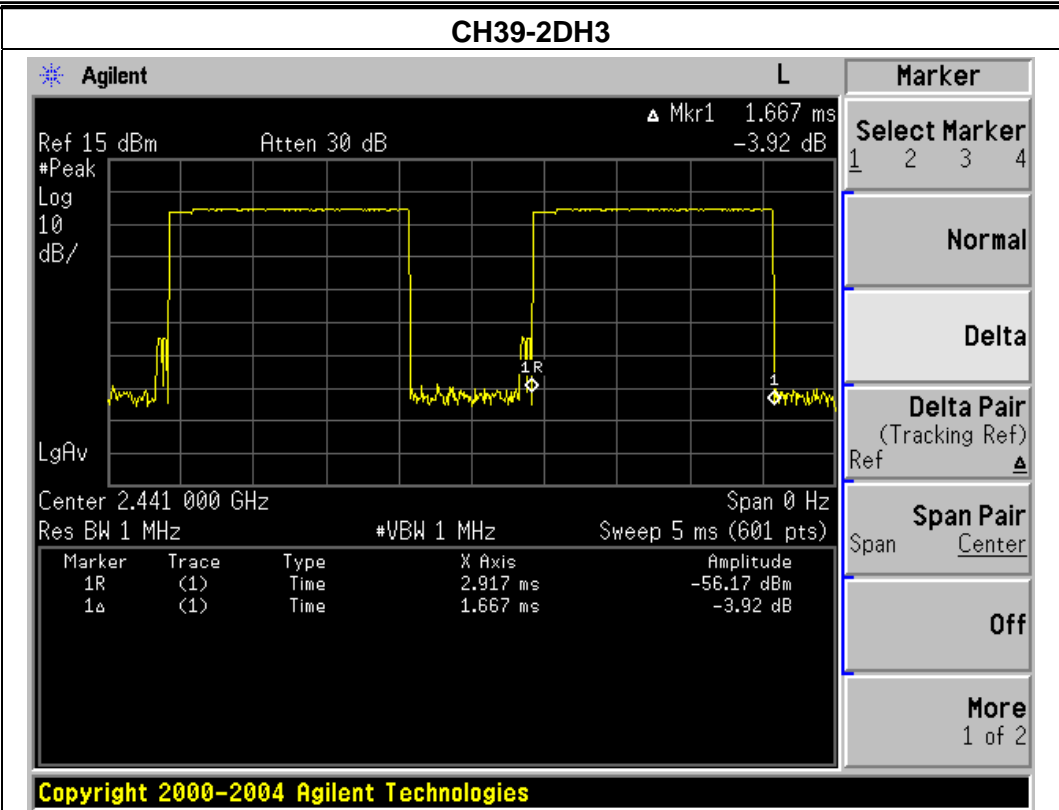 CH39-2DH3
Agilent L Marker
Δ Mkr1 1.667 ms
Ref 15 dBm Atten 30 dB -3.92 dB
#Peak
Log
10
dB/
1R
1
LgAv
Center 2.441 000 GHz Span 0 Hz
Res BW 1 MHz #VBW 1 MHz Sweep 5 ms (601 pts)
Marker Trace Type X Axis Amplitude
1R (1) Time 2.917 ms -56.17 dBm
1Δ (1) Time 1.667 ms -3.92 dB
Select Marker
1 2 3 4
Normal
Delta
Delta Pair
(Tracking Ref)
Ref Δ
Span Pair
Span Center
Off
More
1 of 2
Copyright 2000-2004 Agilent Technologies